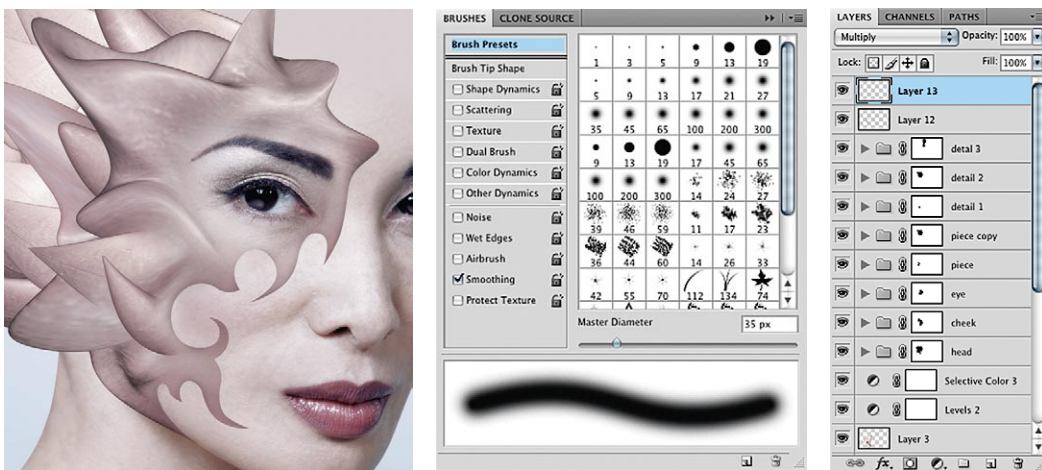 BRUSHES CLONE SOURCE
Brush Presets
Brush Tip Shape
Shape Dynamics
Scattering
Texture
Dual Brush
Color Dynamics
Other Dynamics
Noise
Wet Edges
Airbrush
Smoothing
Protect Texture
1 3 5 9 13 19
5 9 13 17 21 27
35 45 65 100 200 300
9 13 19 17 45 65
100 200 300 14 24 27
39 46 59 11 17 23
36 44 60 14 26 33
42 55 70 112 134 74
Master Diameter 35 px
LAYERS CHANNELS PATHS
Multiply Opacity: 100%
Lock: Fill: 100%
Layer 13
Layer 12
detal 3
detail 2
detail 1
piece copy
piece
eye
cheek
head
Selective Color 3
Levels 2
Layer 3
fx